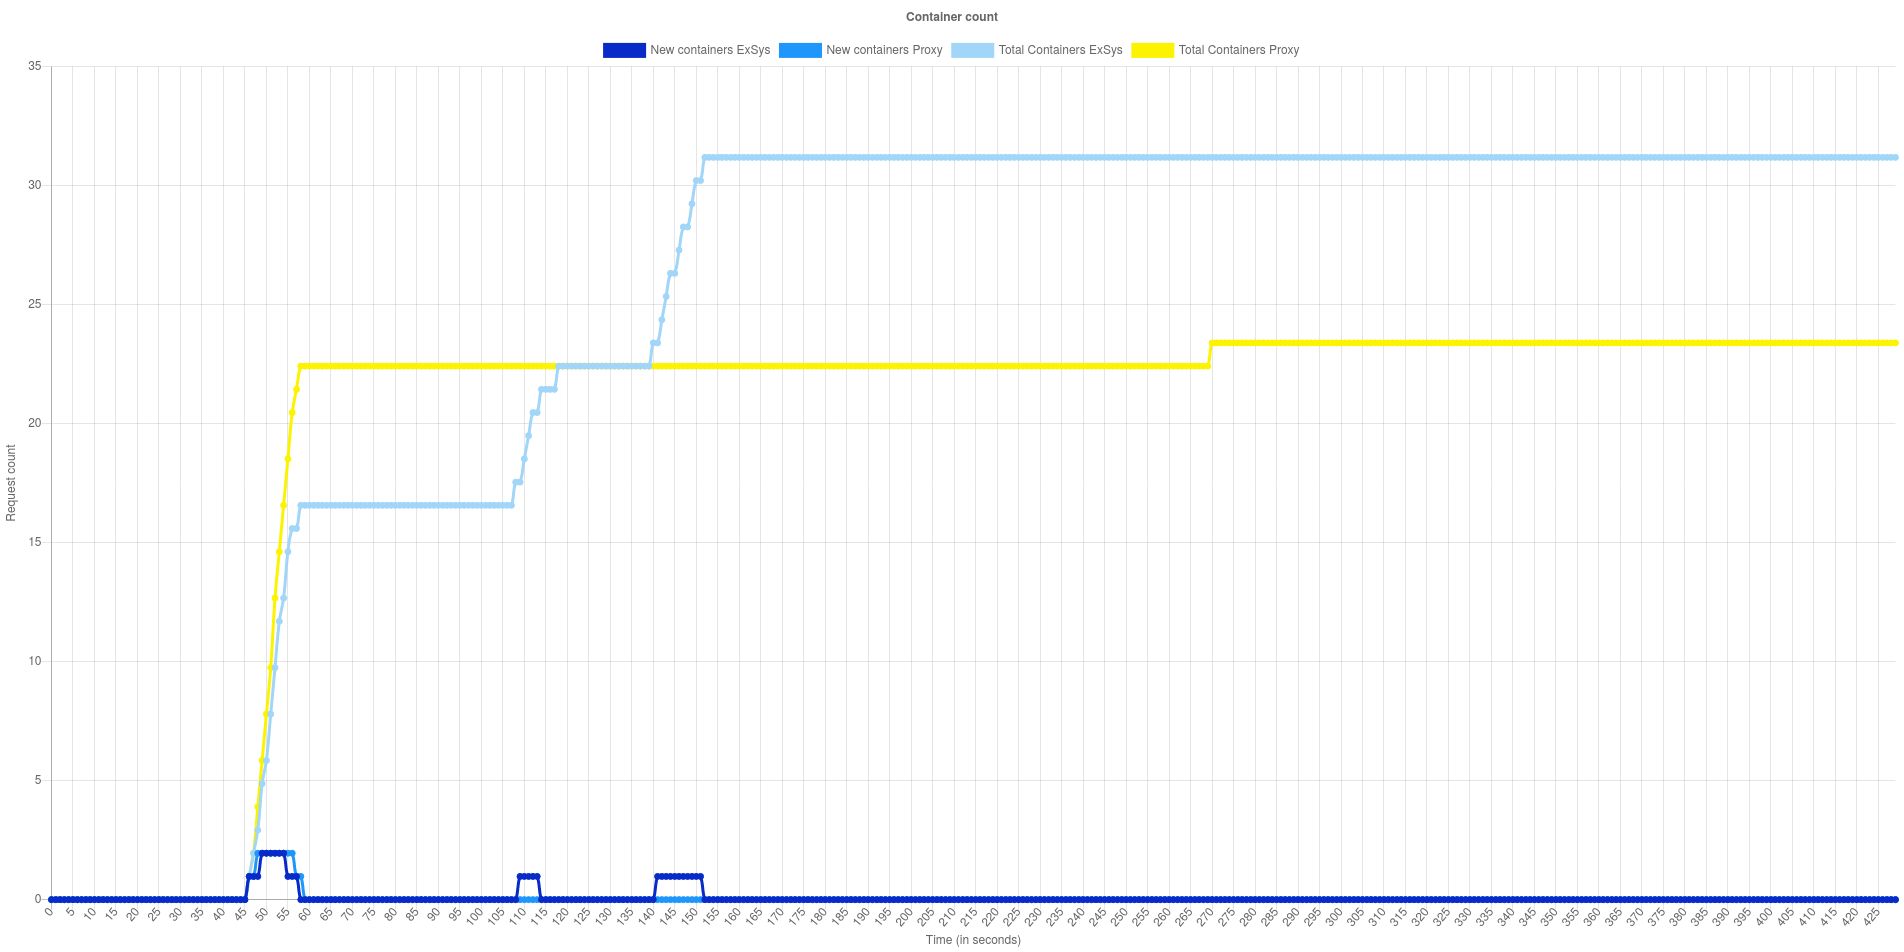 Container count
New containers ExSys New containers Proxy Total Containers ExSys Total Containers Proxy
35
30
25
20
15
10
5
0
Request count
0 5 10 15 20 25 30 35 40 45 50 55 60 65 70 75 80 85 90 95 100 105 110 115 120 125 130 135 140 145 150 155 160 165 170 175 180 185 190 195 200 205 210 215 220 225 230 235 240 245 250 255 260 265 270 275 280 285 290 295 300 305 310 315 320 325 330 335 340 345 350 355 360 365 370 375 380 385 390 395 400 405 410 415 420 425
Time (in seconds)